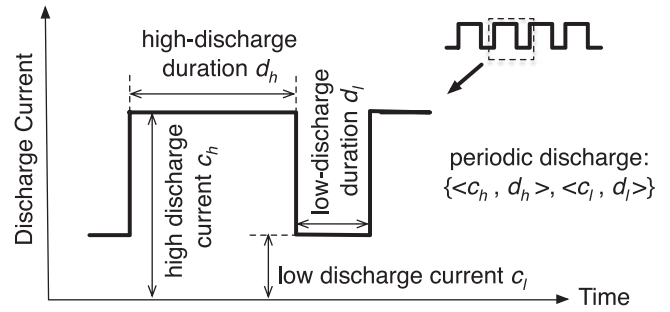 Discharge Current
high-discharge
duration d_h
high discharge
current c_h
low-discharge
duration d_l
low discharge current c_l
periodic discharge:
{<c_h , d_h >, <c_l , d_l>}
Time